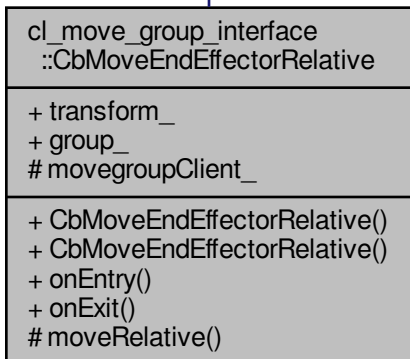 cl_move_group_interface
::CbMoveEndEffectorRelative
+ transform_
+ group_
# movegroupClient_
+ CbMoveEndEffectorRelative()
+ CbMoveEndEffectorRelative()
+ onEntry()
+ onExit()
# moveRelative()